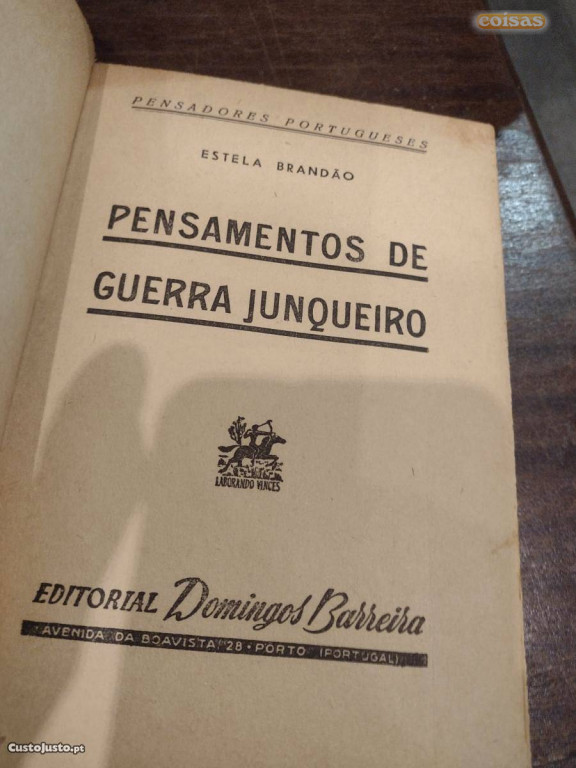 coisas
PENSADORES PORTUGUESES
ESTELA BRANDÃO
PENSAMENTOS DE
GUERRA JUNQUEIRO
LABORANDO VINCES
EDITORIAL Domingos Barreira
AVENIDA DA BOAVISTA 28 • PORTO (PORTUGAL)
CustoJusto.pt